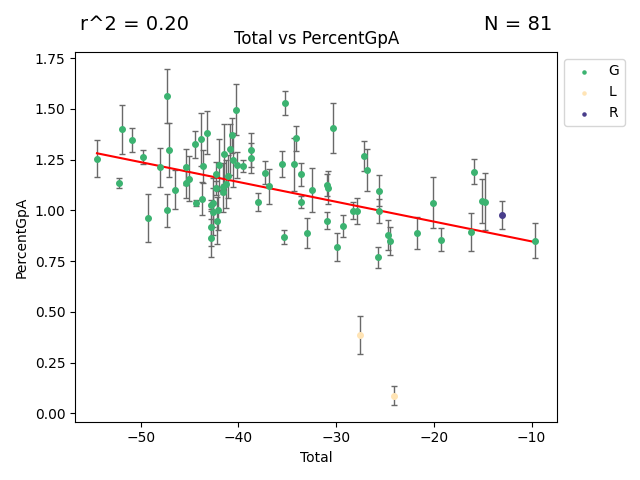 r^2 = 0.20
N = 81
Total vs PercentGpA
1.75
1.50
1.25
1.00
0.75
0.50
0.25
0.00
PercentGpA
−50
−40
−30
−20
−10
Total
G
L
R